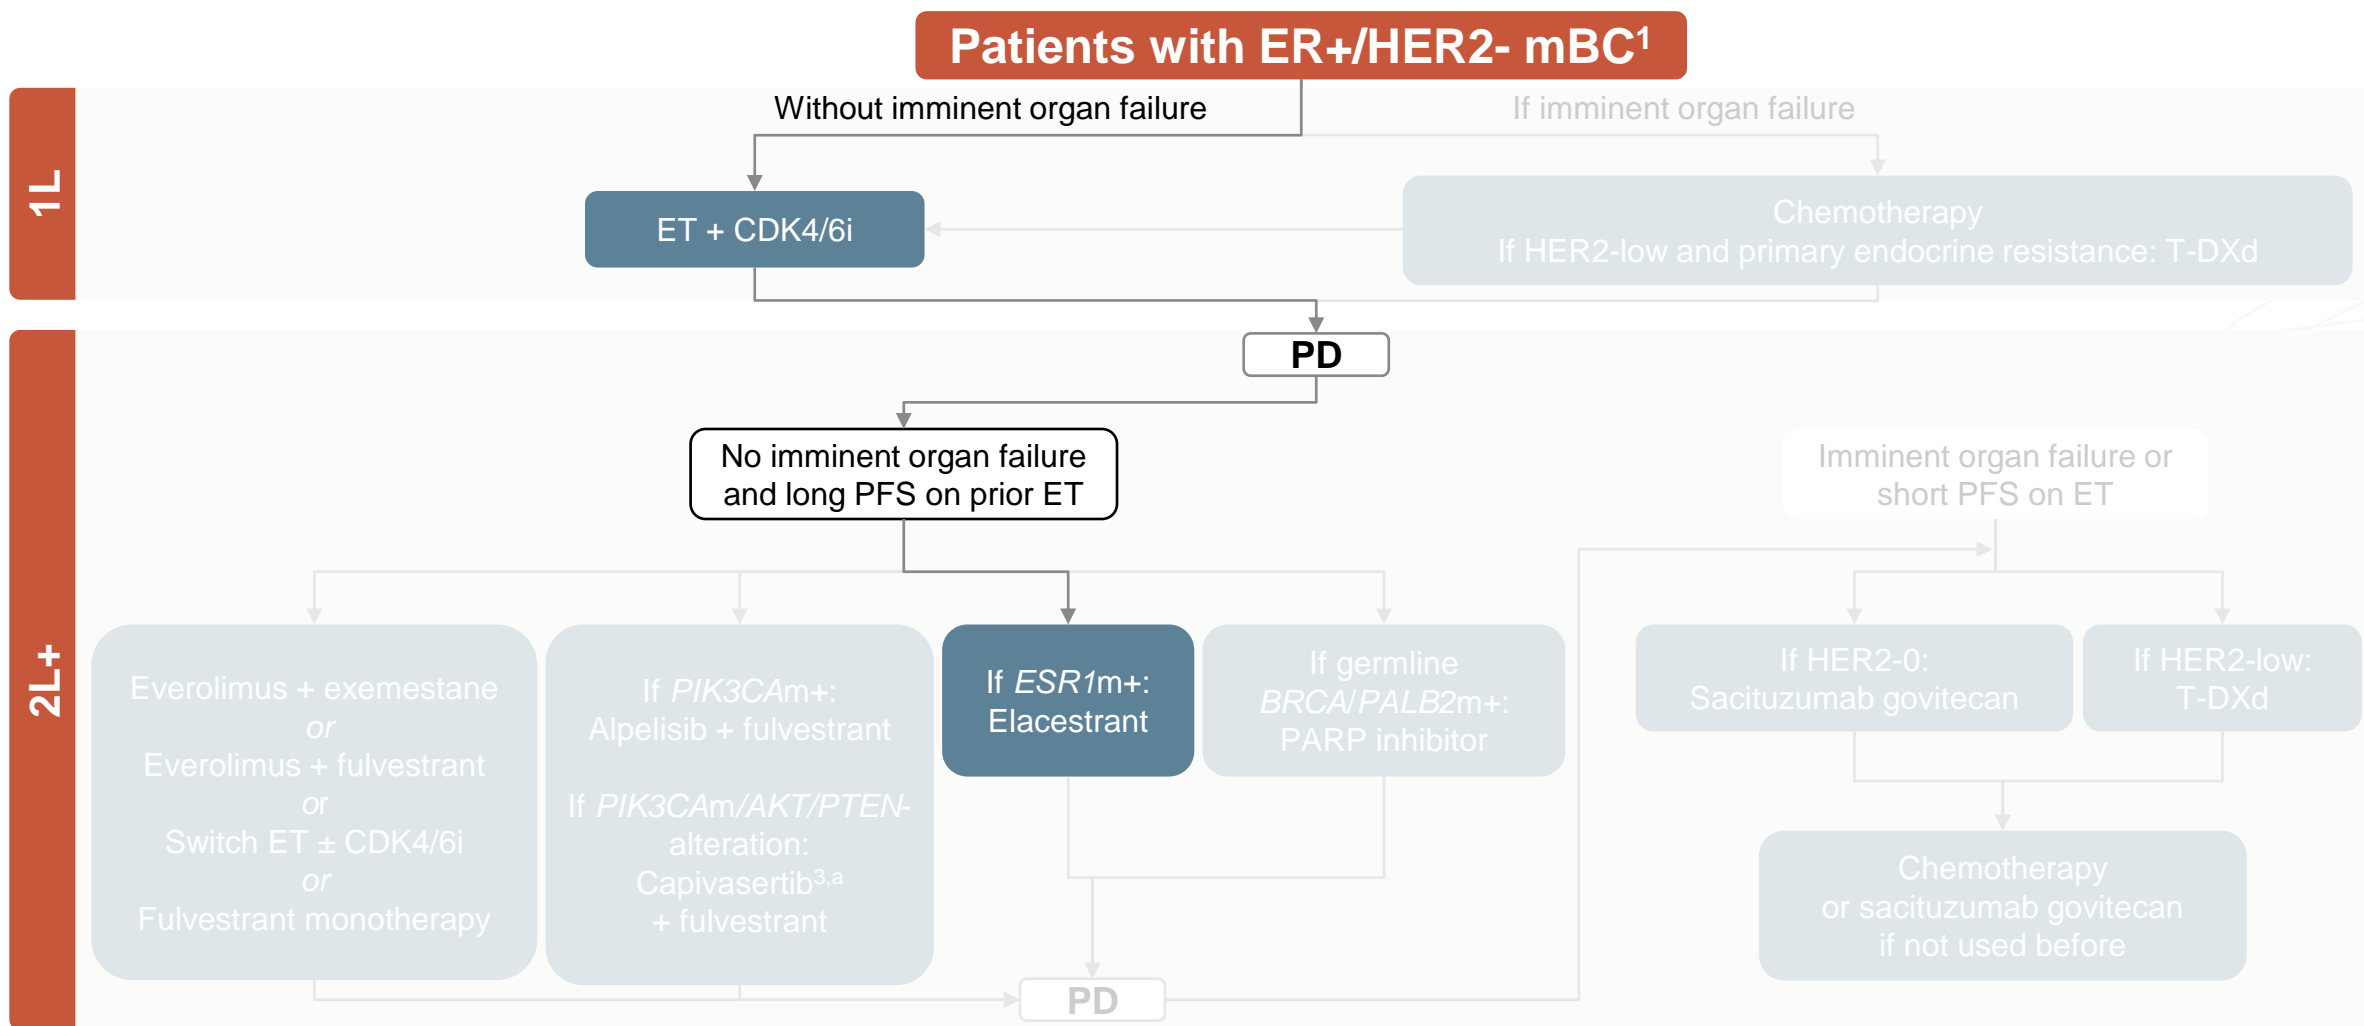 Patients with ER+/HER2- mBC¹
Without imminent organ failure
If imminent organ failure
1L
ET + CDK4/6i
Chemotherapy
If HER2-low and primary endocrine resistance: T-DXd
PD
2L+
No imminent organ failure
and long PFS on prior ET
Imminent organ failure or
short PFS on ET
Everolimus + exemestane
or
Everolimus + fulvestrant
or
Switch ET ± CDK4/6i
or
Fulvestrant monotherapy
If PIK3CAm+:
Alpelisib + fulvestrant
If PIK3CAm/AKT/PTEN-
alteration:
Capivasertib³,ᵃ
+ fulvestrant
If ESR1m+:
Elacestrant
If germline
BRCA/PALB2m+:
PARP inhibitor
If HER2-0:
Sacituzumab govitecan
If HER2-low:
T-DXd
Chemotherapy
or sacituzumab govitecan
if not used before
PD